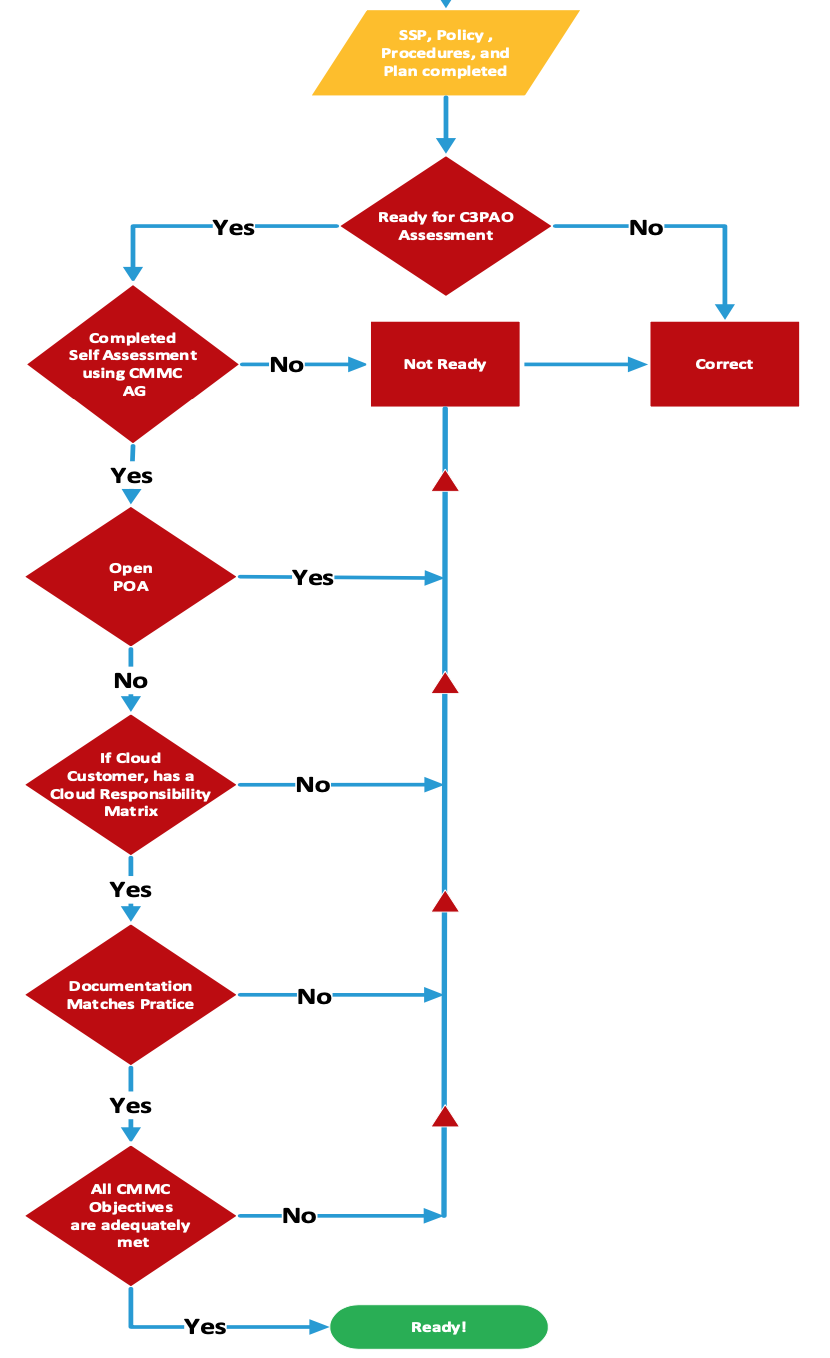 SSP, Policy ,
Procedures, and
Plan completed
Ready for C3PAO
Assessment
Yes
No
Completed
Self Assessment
using CMMC
AG
No
Not Ready
Correct
Yes
Open
POA
Yes
No
If Cloud
Customer, has a
Cloud Responsibility
Matrix
No
Yes
Documentation
Matches Pratice
No
Yes
All CMMC
Objectives
are adequately
met
No
Yes
Ready!